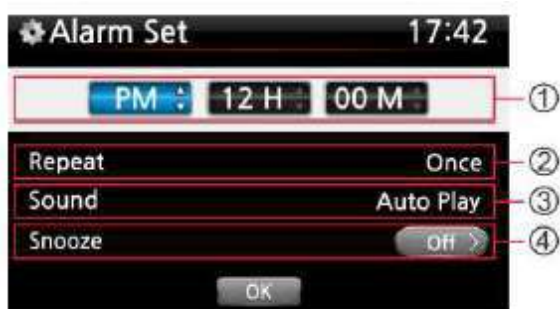 Alarm Set 17:42
PM 12 H 00 M ①
Repeat Once ②
Sound Auto Play ③
Snooze Off ④
OK